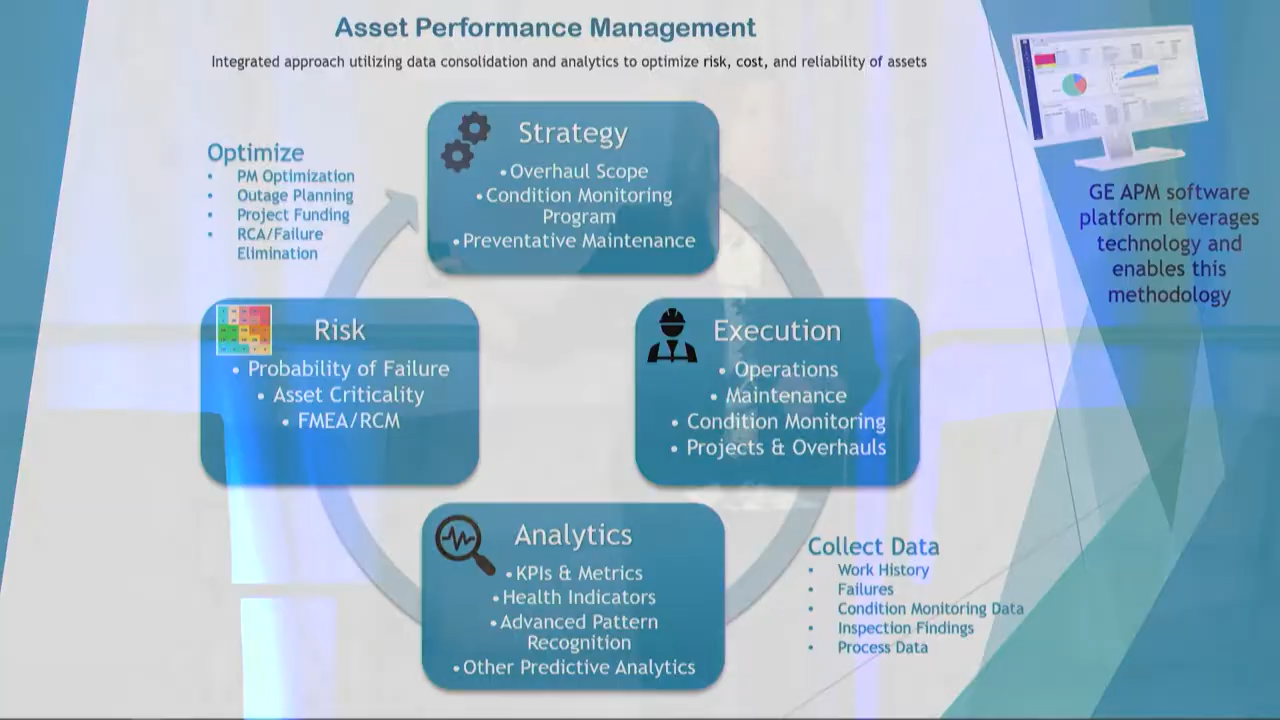 Asset Performance Management
Integrated approach utilizing data consolidation and analytics to optimize risk, cost, and reliability of assets
Strategy
•Overhaul Scope
•Condition Monitoring
Program
•Preventative Maintenance
Optimize
• PM Optimization
• Outage Planning
• Project Funding
• RCA/Failure
Elimination
GE APM software
platform leverages
technology and
enables this
methodology
Risk
• Probability of Failure
• Asset Criticality
• FMEA/RCM
Execution
• Operations
• Maintenance
• Condition Monitoring
• Projects & Overhauls
Analytics
•KPIs & Metrics
•Health Indicators
•Advanced Pattern
Recognition
•Other Predictive Analytics
Collect Data
• Work History
• Failures
• Condition Monitoring Data
• Inspection Findings
• Process Data